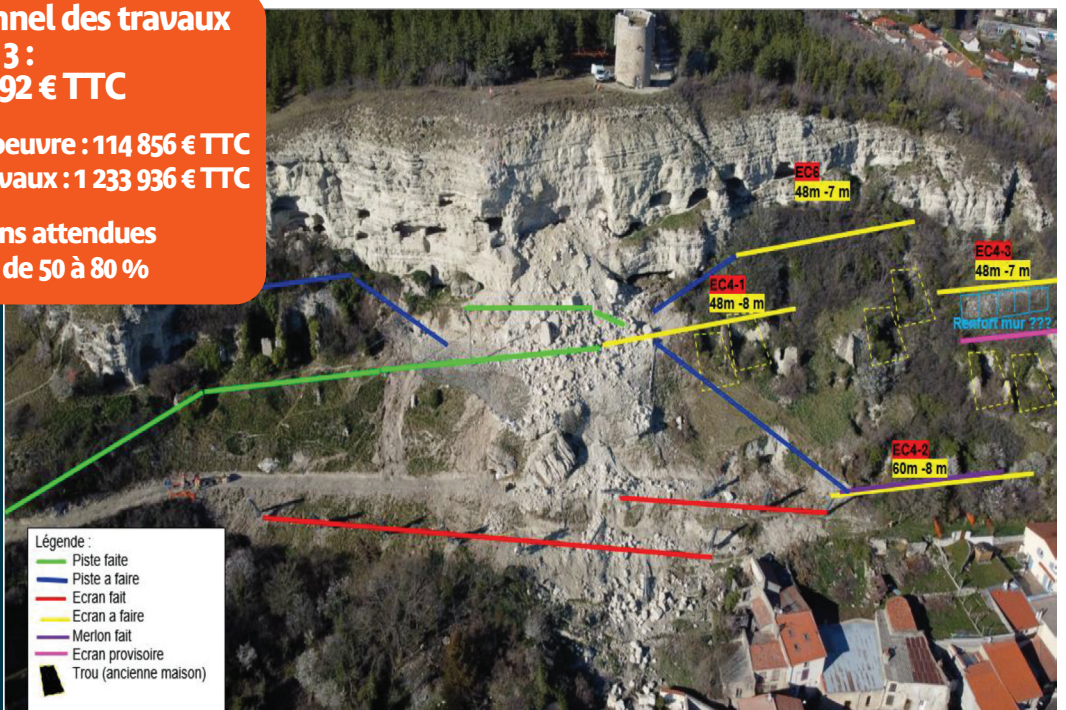 nnel des travaux
3 :
92 € TTC
oeuvre : 114 856 € TTC
vaux : 1 233 936 € TTC
ns attendues
de 50 à 80 %
EC6
48m -7 m
EC4-3
48m -7 m
EC4-1
48m -8 m
Renfort mur ???
EC4-2
60m -8 m
Légende :
Piste faite
Piste a faire
Ecran fait
Ecran a faire
Merlon fait
Ecran provisoire
Trou (ancienne maison)